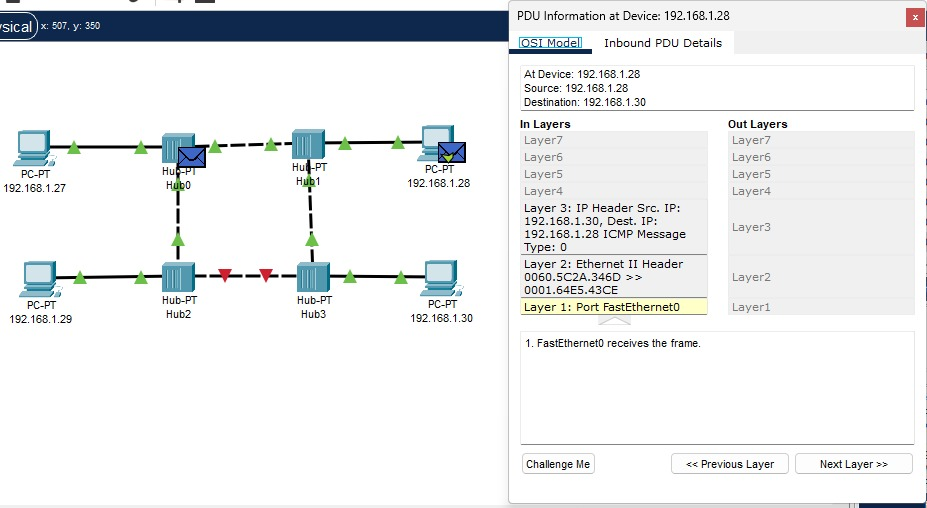 sical
x: 507, y: 350
PC-PT
192.168.1.27
Hub-PT
Hub0
Hub-PT
Hub1
PC-PT
192.168.1.28
PC-PT
192.168.1.29
Hub-PT
Hub2
Hub-PT
Hub3
PC-PT
192.168.1.30
PDU Information at Device: 192.168.1.28
x
OSI Model
Inbound PDU Details
At Device: 192.168.1.28
Source: 192.168.1.28
Destination: 192.168.1.30
In Layers
Layer7
Layer6
Layer5
Layer4
Layer 3: IP Header Src. IP:
192.168.1.30, Dest. IP:
192.168.1.28 ICMP Message
Type: 0
Layer 2: Ethernet II Header
0060.5C2A.346D >>
0001.64E5.43CE
Layer 1: Port FastEthernet0
Out Layers
Layer7
Layer6
Layer5
Layer4
Layer3
Layer2
Layer1
1. FastEthernet0 receives the frame.
Challenge Me
<< Previous Layer
Next Layer >>